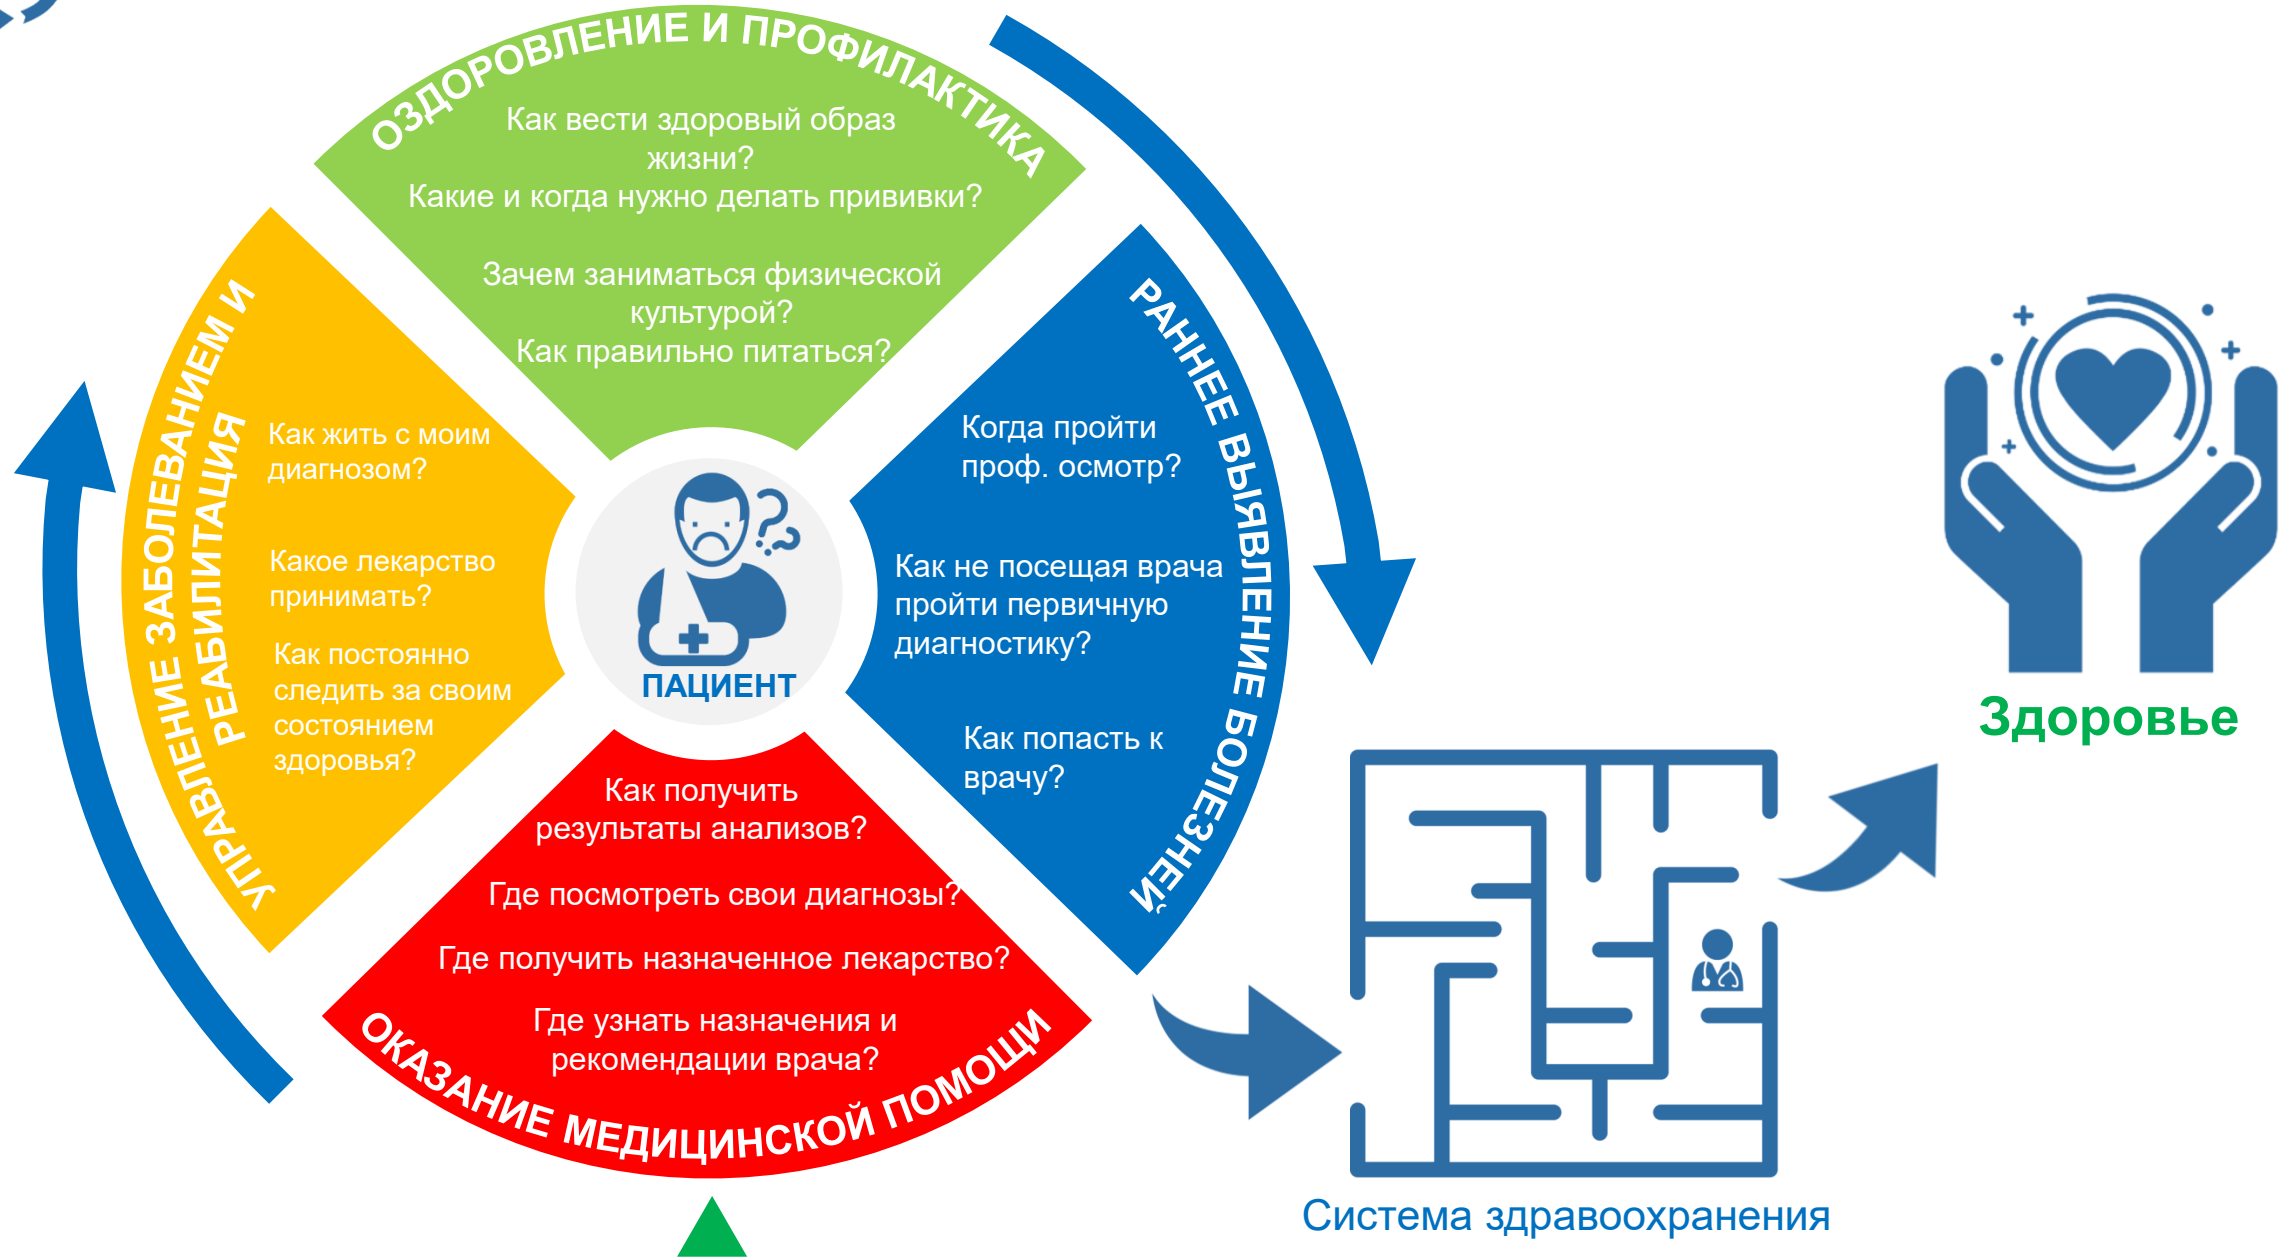 ОЗДОРОВЛЕНИЕ И ПРОФИЛАКТИКА
Как вести здоровый образ
жизни?
Какие и когда нужно делать прививки?
Зачем заниматься физической
культурой?
Как правильно питаться?
РАННЕЕ ВЫЯВЛЕНИЕ БОЛЕЗНЕЙ
Когда пройти
проф. осмотр?
Как не посещая врача
пройти первичную
диагностику?
Как попасть к
врачу?
ОКАЗАНИЕ МЕДИЦИНСКОЙ ПОМОЩИ
Как получить
результаты анализов?
Где посмотреть свои диагнозы?
Где получить назначенное лекарство?
Где узнать назначения и
рекомендации врача?
УПРАВЛЕНИЕ ЗАБОЛЕВАНИЕМ И
РЕАБИЛИТАЦИЯ
Как жить с моим
диагнозом?
Какое лекарство
принимать?
Как постоянно
следить за своим
состоянием
здоровья?
ПАЦИЕНТ
Система здравоохранения
Здоровье